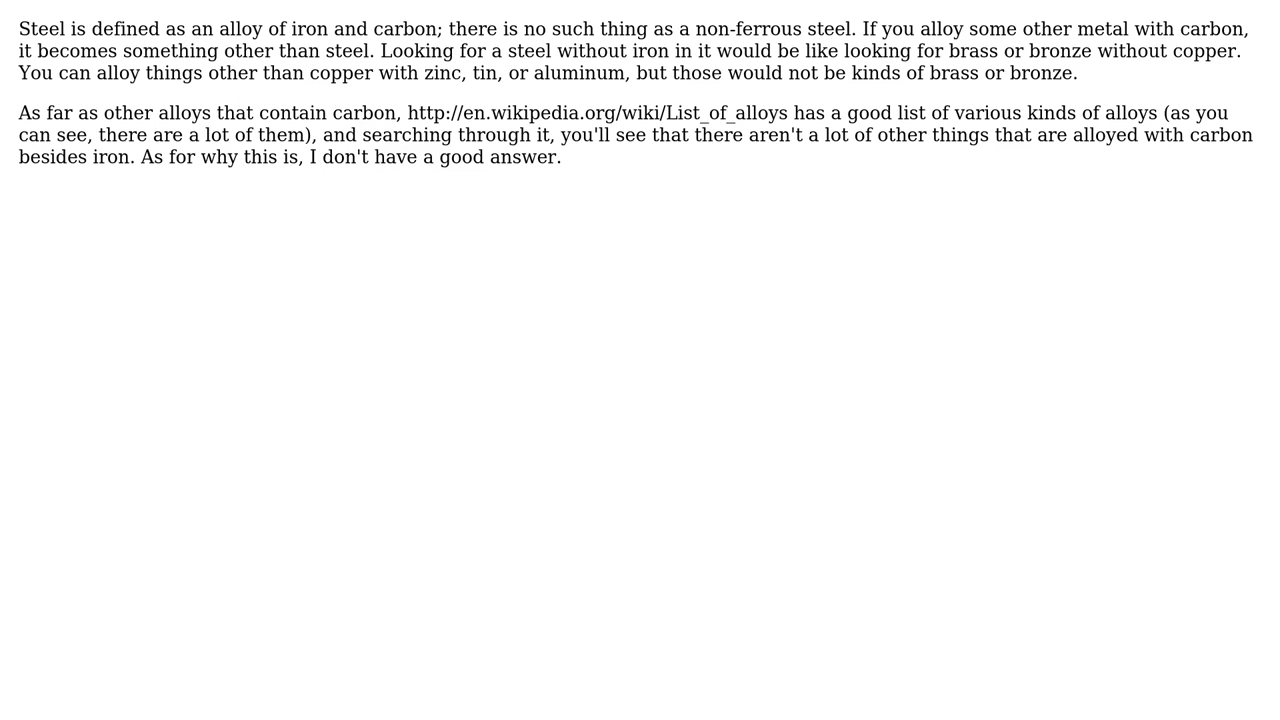 Steel is defined as an alloy of iron and carbon; there is no such thing as a non-ferrous steel. If you alloy some other metal with carbon,
it becomes something other than steel. Looking for a steel without iron in it would be like looking for brass or bronze without copper.
You can alloy things other than copper with zinc, tin, or aluminum, but those would not be kinds of brass or bronze.
As far as other alloys that contain carbon, http://en.wikipedia.org/wiki/List_of_alloys has a good list of various kinds of alloys (as you
can see, there are a lot of them), and searching through it, you'll see that there aren't a lot of other things that are alloyed with carbon
besides iron. As for why this is, I don't have a good answer.